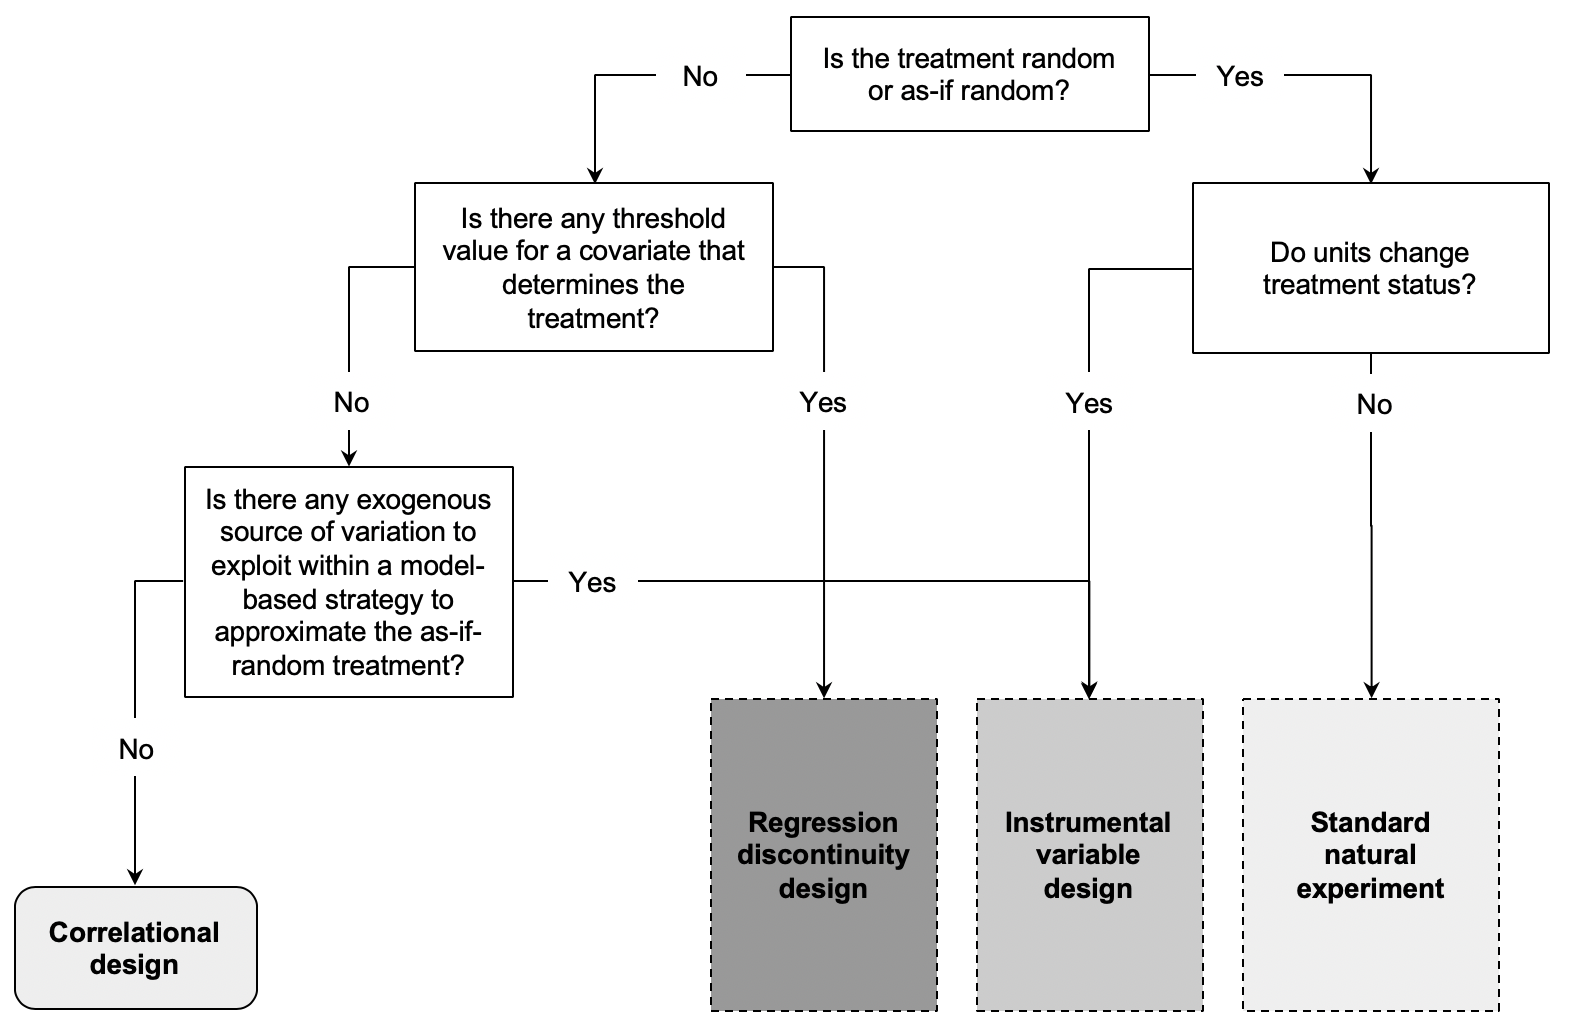 Is the treatment random
or as-if random?
No
Yes
Is there any threshold
value for a covariate that
determines the
treatment?
Do units change
treatment status?
No
Yes
Yes
No
Is there any exogenous
source of variation to
exploit within a model-
based strategy to
approximate the as-if-
random treatment?
Yes
No
Regression
discontinuity
design
Instrumental
variable
design
Standard
natural
experiment
Correlational
design